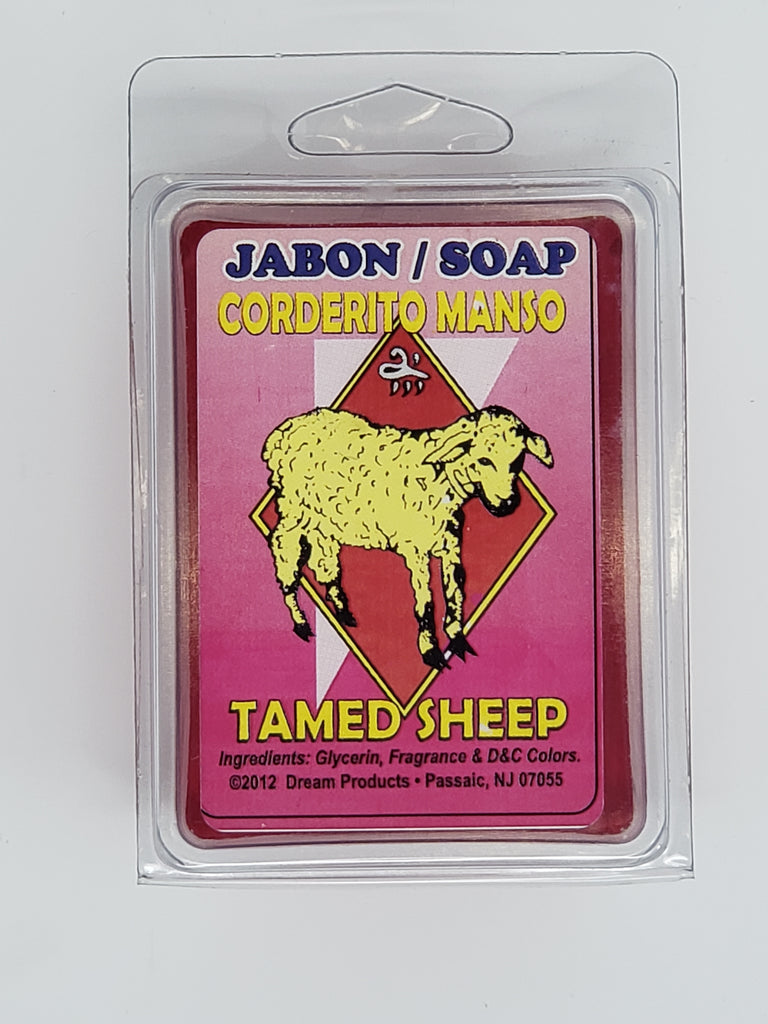 JABON / SOAP
CORDERITO MANSO
TAMED SHEEP
Ingredients: Glycerin, Fragrance & D&C Colors.
©2012 Dream Products • Passaic, NJ 07055